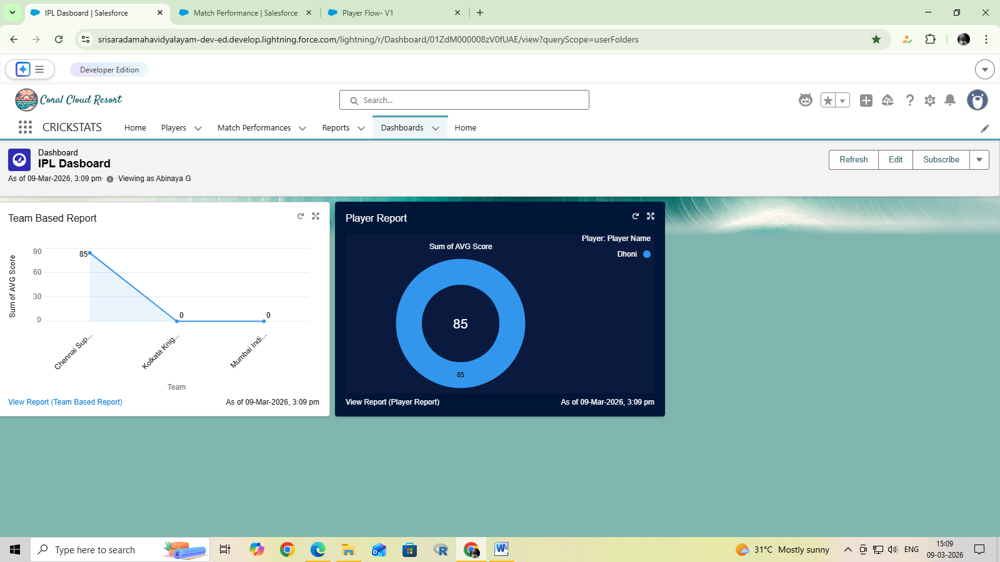 IPL Dasboard | Salesforce
Match Performance | Salesforce
Player Flow- V1
srisaradamahavidyalayam-dev-ed.develop.lightning.force.com/lightning/r/Dashboard/01ZdM000008zV0fUAE/view?queryScope=userFolders
Developer Edition
Coral Cloud Resort
Search...
CRICKSTATS
Home
Players
Match Performances
Reports
Dashboards
Home
Dashboard
IPL Dasboard
As of 09-Mar-2026, 3:09 pm· ·Viewing as Abinaya G
Refresh
Edit
Subscribe
Team Based Report
Sum of AVG Score
90
60
30
0
85
0
0
Chennai Sup...
Kolkata Knig...
Mumbai Indi...
Team
View Report (Team Based Report)
As of 09-Mar-2026, 3:09 pm
Player Report
Sum of AVG Score
Player: Player Name
Dhoni
85
85
View Report (Player Report)
As of 09-Mar-2026, 3:09 pm
Type here to search
31°C Mostly sunny
ENG
15:09
09-03-2026